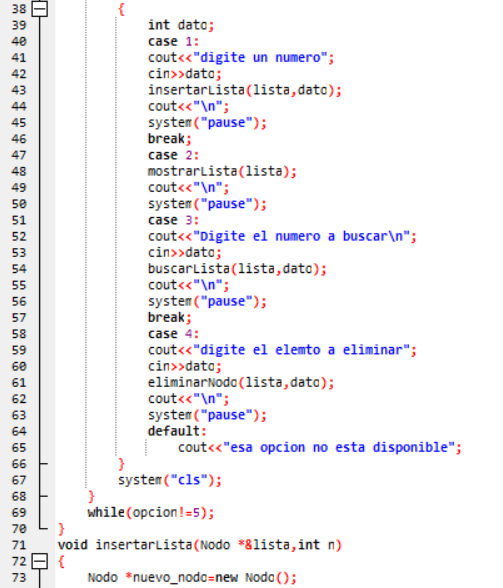 38 {
39 int dato;
40 case 1:
41 cout<<"digite un numero";
42 cin>>dato;
43 insertarLista(lista,dato);
44 cout<<"\n";
45 system("pause");
46 break;
47 case 2:
48 mostrarLista(lista);
49 cout<<"\n";
50 system("pause");
51 case 3:
52 cout<<"Digite el numero a buscar\n";
53 cin>>dato;
54 buscarLista(lista,dato);
55 cout<<"\n";
56 system("pause");
57 break;
58 case 4:
59 cout<<"digite el elemto a eliminar";
60 cin>>dato;
61 eliminarNodo(lista,dato);
62 cout<<"\n";
63 system("pause");
64 default:
65 cout<<"esa opcion no esta disponible";
66 }
67 system("cls");
68 }
69 while(opcion!=5);
70 }
71 void insertarLista(Nodo *&lista,int n)
72 {
73 Nodo *nuevo_nodo=new Nodo();